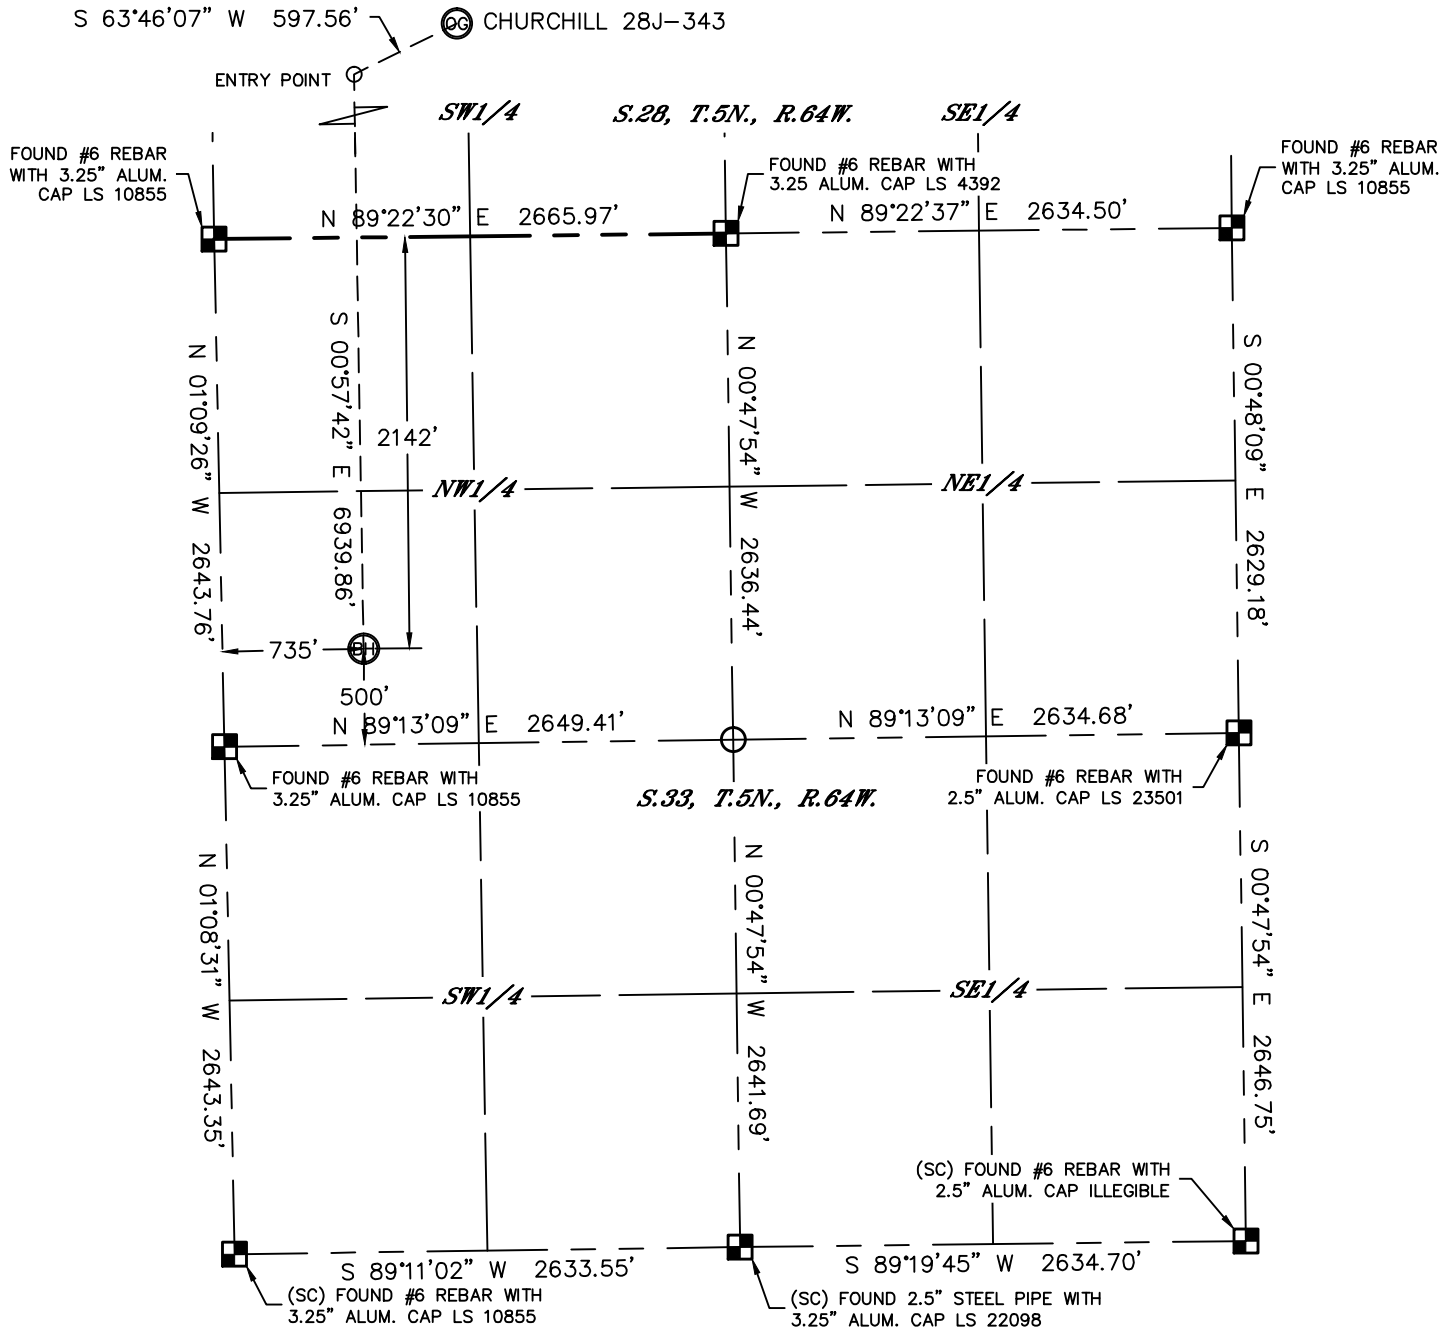 S 63°46'07" W 597.56'
OG CHURCHILL 28J-343
ENTRY POINT
SW1/4
S.28, T.5N., R.64W.
SE1/4
FOUND #6 REBAR
WITH 3.25" ALUM.
CAP LS 10855
FOUND #6 REBAR WITH
3.25 ALUM. CAP LS 4392
FOUND #6 REBAR
WITH 3.25" ALUM.
CAP LS 10855
N 89°22'30" E 2665.97'
N 89°22'37" E 2634.50'
N 01°09'26" W 2643.76'
S 00°57'42" E 6939.86'
2142'
N 00°47'54" W 2636.44'
S 00°48'09" E 2629.18'
NW1/4
NE1/4
735'
BH
500'
N 89°13'09" E 2649.41'
N 89°13'09" E 2634.68'
FOUND #6 REBAR WITH
3.25" ALUM. CAP LS 10855
S.33, T.5N., R.64W.
FOUND #6 REBAR WITH
2.5" ALUM. CAP LS 23501
N 01°08'31" W 2643.35'
N 00°47'54" W 2641.69'
S 00°47'54" E 2646.75'
SW1/4
SE1/4
(SC) FOUND #6 REBAR WITH
2.5" ALUM. CAP ILLEGIBLE
S 89°11'02" W 2633.55'
S 89°19'45" W 2634.70'
(SC) FOUND #6 REBAR WITH
3.25" ALUM. CAP LS 10855
(SC) FOUND 2.5" STEEL PIPE WITH
3.25" ALUM. CAP LS 22098